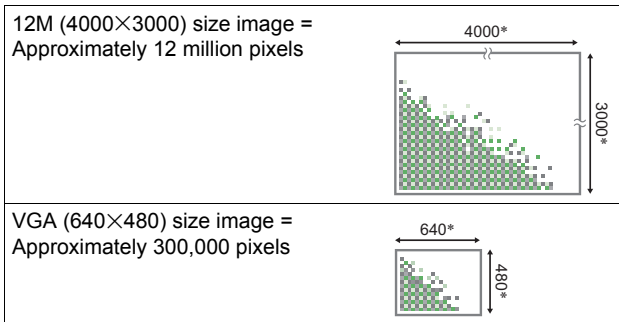 12M (4000×3000) size image =
Approximately 12 million pixels
4000*
3000*
VGA (640×480) size image =
Approximately 300,000 pixels
640*
480*